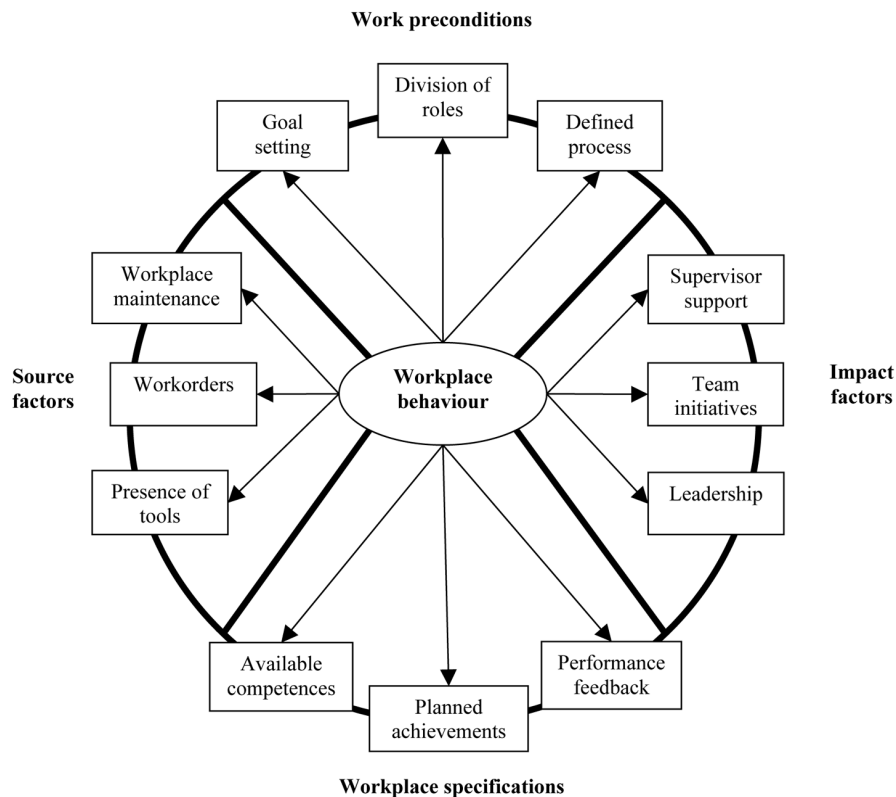 Work preconditions
Division of
roles
Goal
setting
Defined
process
Workplace
maintenance
Supervisor
support
Source
factors
Workorders
Workplace
behaviour
Team
initiatives
Impact
factors
Presence of
tools
Leadership
Available
competences
Planned
achievements
Performance
feedback
Workplace specifications